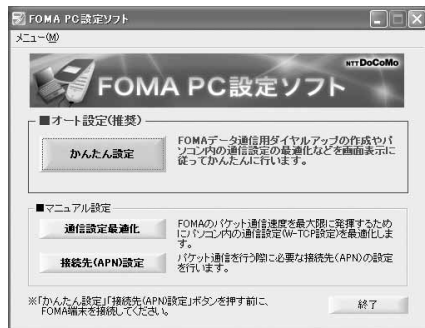 FOMA PC設定ソフト
メニュー(M)
NTT DoCoMo
FOMA PC設定ソフト
■オート設定(推奨)
かんたん設定
FOMAデータ通信用ダイヤルアップの作成やパ
ソコン内の通信設定の最適化などを画面表示に
従ってかんたんに行います。
■マニュアル設定
通信設定最適化
FOMAのパケット通信速度を最大限に発揮するため
にパソコン内の通信設定(W-TCP設定)を最適化しま
す。
接続先(APN)設定
パケット通信を行う際に必要な接続先(APN)の設定
を行います。
※「かんたん設定」「接続先(APN)
設定」ボタンを押す前に、
FOMA端末を接続してください。
終了